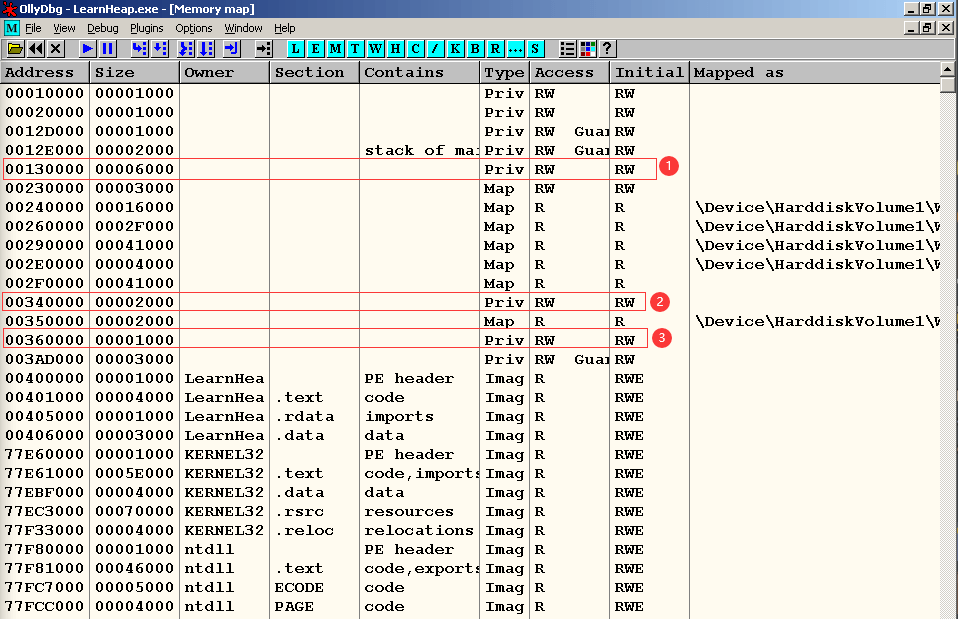 OllyDbg - LearnHeap.exe - [Memory map]
M File View Debug Plugins Options Window Help
L E M T W H C / K B R ... S ?
Address Size Owner Section Contains Type Access Initial Mapped as
00010000 00001000 Priv RW RW
00020000 00001000 Priv RW RW
0012D000 00001000 Priv RW Guar RW
0012E000 00002000 stack of mai Priv RW Guar RW
00130000 00006000 Priv RW RW 1
00230000 00003000 Map RW RW
00240000 00016000 Map R R \Device\HarddiskVolume1\W
00260000 0002F000 Map R R \Device\HarddiskVolume1\W
00290000 00041000 Map R R \Device\HarddiskVolume1\W
002E0000 00004000 Map R R \Device\HarddiskVolume1\W
002F0000 00041000 Map R R
00340000 00002000 Priv RW RW 2
00350000 00002000 Map R R \Device\HarddiskVolume1\W
00360000 00001000 Priv RW RW 3
003AD000 00003000 Priv RW Guar RW
00400000 00001000 LearnHea PE header Imag R RWE
00401000 00004000 LearnHea .text code Imag R RWE
00405000 00001000 LearnHea .rdata imports Imag R RWE
00406000 00003000 LearnHea .data data Imag R RWE
77E60000 00001000 KERNEL32 PE header Imag R RWE
77E61000 0005E000 KERNEL32 .text code,imports Imag R RWE
77EBF000 00004000 KERNEL32 .data data Imag R RWE
77EC3000 00070000 KERNEL32 .rsrc resources Imag R RWE
77F33000 00004000 KERNEL32 .reloc relocations Imag R RWE
77F80000 00001000 ntdll PE header Imag R RWE
77F81000 00046000 ntdll .text code,exports Imag R RWE
77FC7000 00005000 ntdll ECODE code Imag R RWE
77FCC000 00004000 ntdll PAGE code Imag R RWE